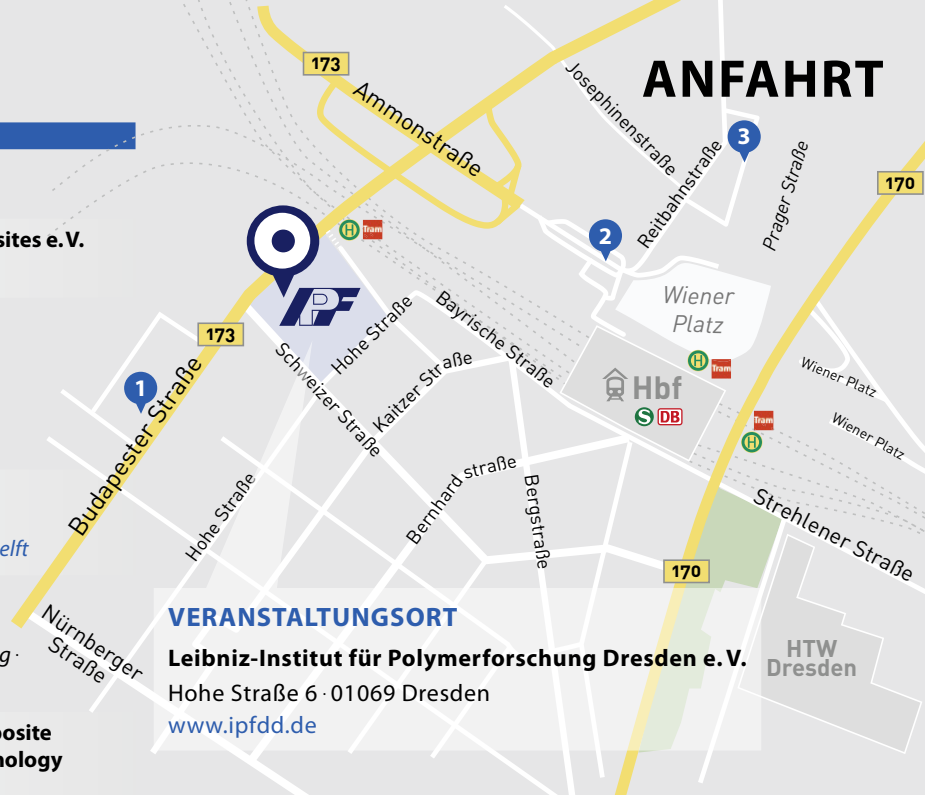 ANFAHRT
173
Ammonstraße
Josephinenstraße
Reitbahnstraße
3
Prager Straße
170
sites e.V.
H Tram
2
IPF
Hohe Straße
Bayrische Straße
Wiener
Platz
173
Schweizer Straße
Kaitzer Straße
H Tram
Hbf
S DB
Wiener Platz
Wiener Platz
1
Budapester Straße
Tram
H
Bernhardstraße
Bergstraße
Hohe Straße
Strehlener Straße
elft
170
Nürnberger
Straße
g ·
VERANSTALTUNGSORT
Leibniz-Institut für Polymerforschung Dresden e. V.
Hohe Straße 6 · 01069 Dresden
www.ipfdd.de
HTW
Dresden
posite
nology